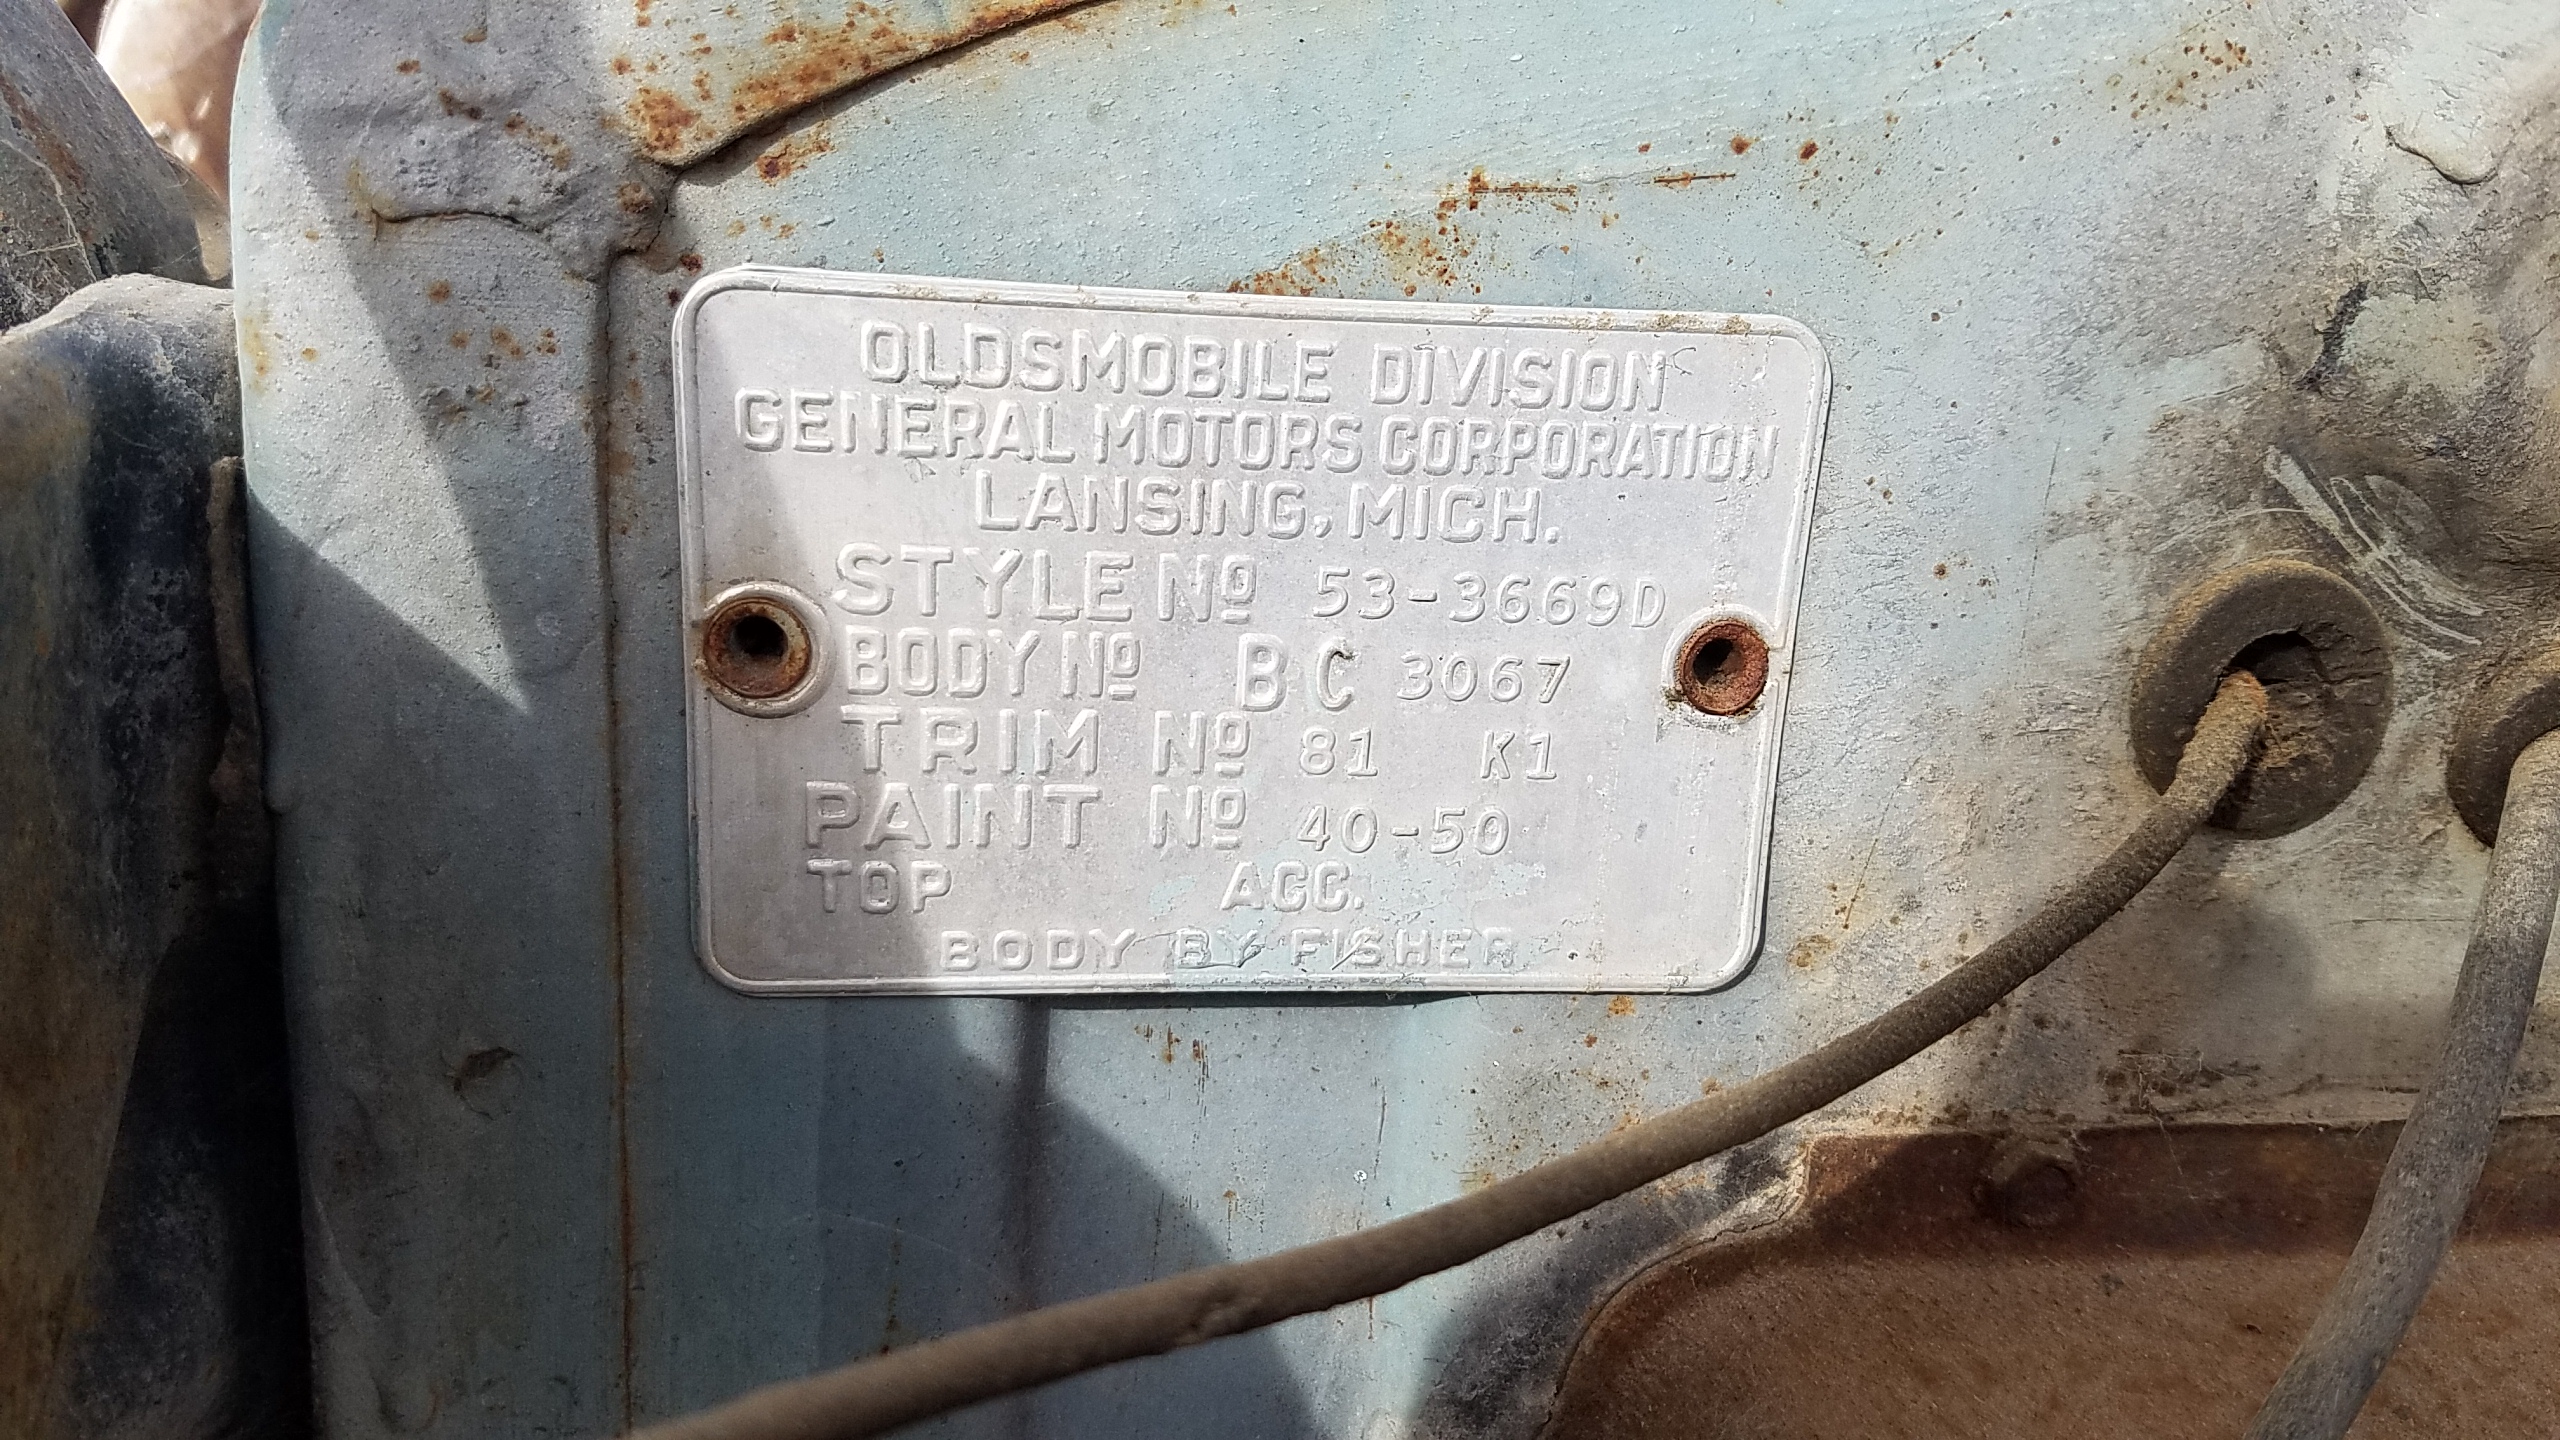 OLDSMOBILE DIVISION
GENERAL MOTORS CORPORATION
LANSING, MICH.
STYLE Nº 53-3669D
BODY Nº BC 3067
TRIM Nº 81 K1
PAINT Nº 40-50
TOP ACC.
BODY BY FISHER